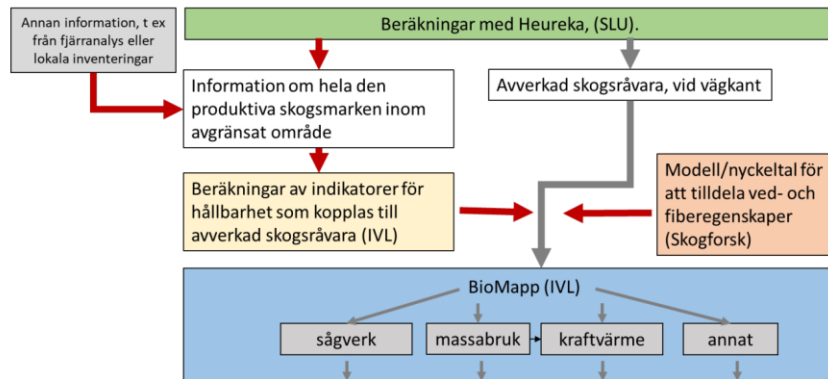 Annan information, t ex
från fjärranalys eller
lokala inventeringar
Beräkningar med Heureka, (SLU).
Information om hela den
produktiva skogsmarken inom
avgränsat område
Avverkad skogsråvara, vid vägkant
Beräkningar av indikatorer för
hållbarhet som kopplas till
avverkad skogsråvara (IVL)
Modell/nyckeltal för
att tilldela ved- och
fiberegenskaper
(Skogforsk)
BioMapp (IVL)
sågverk
massabruk
kraftvärme
annat